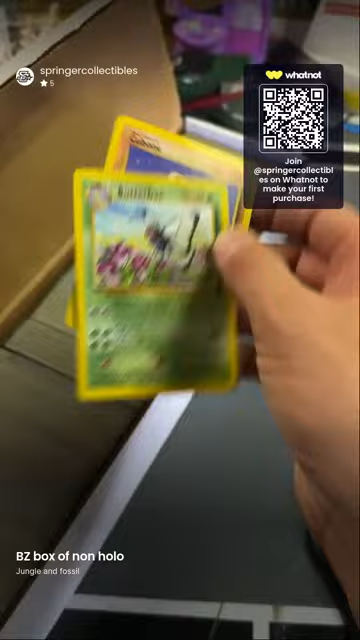 springercollectibles
★ 5
whatnot
Join
@springercollectibl
es on Whatnot to
make your first
purchase!
Butterfree
BZ box of non holo
Jungle and fossil